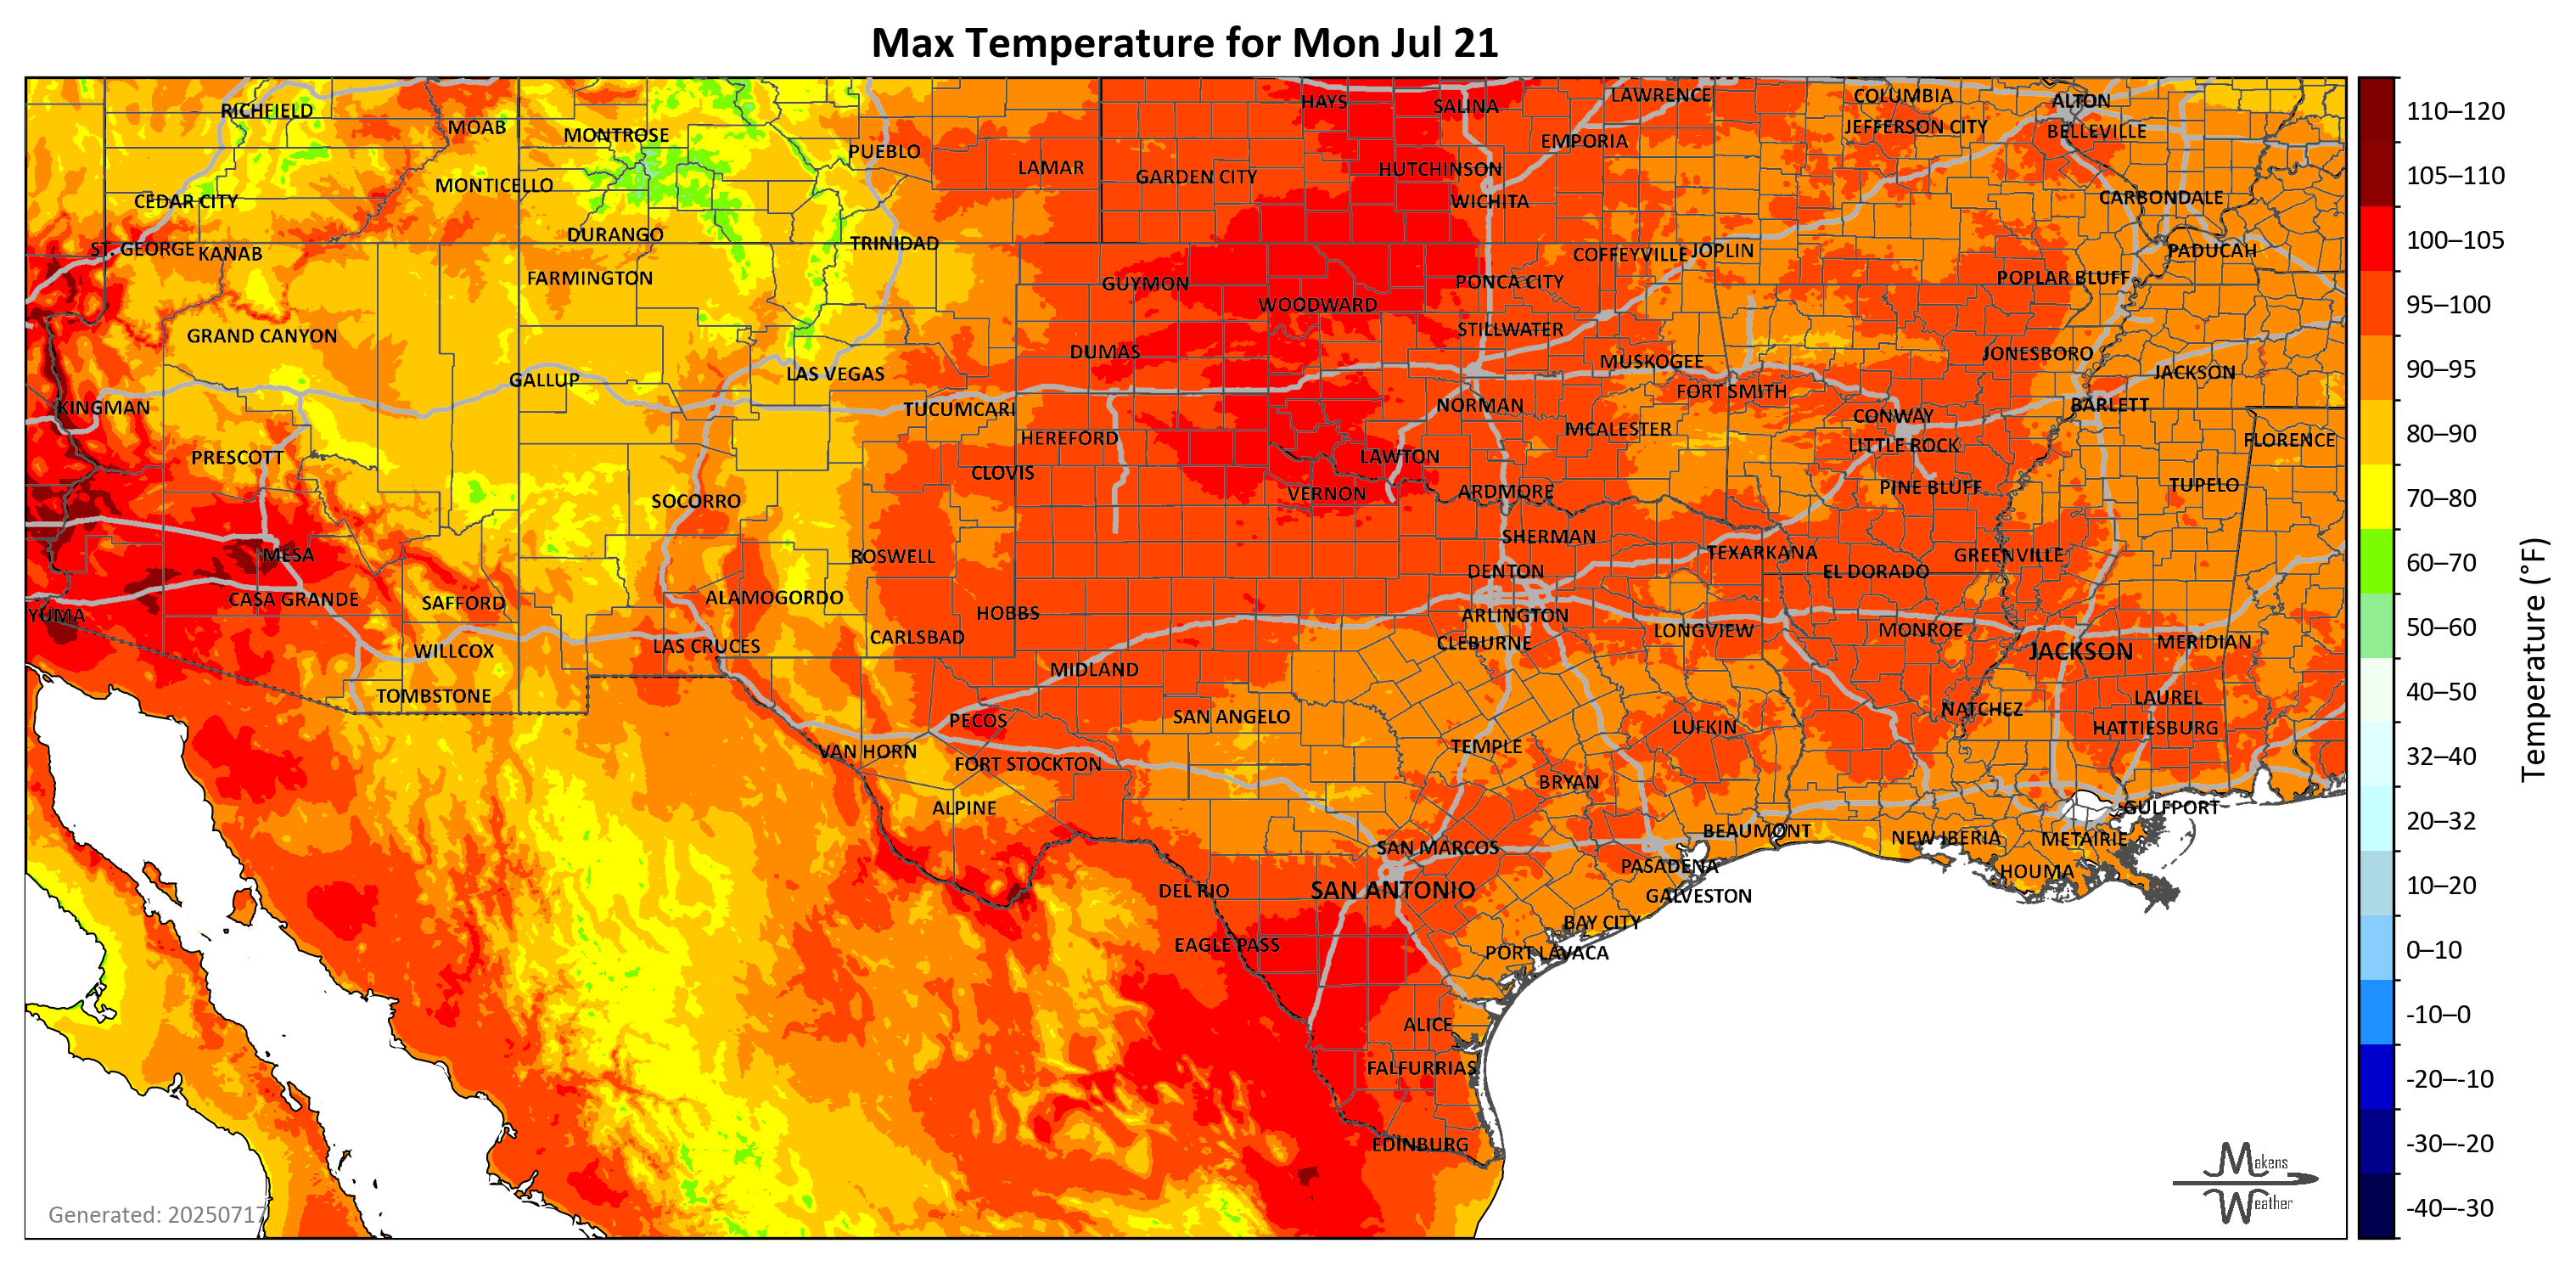 Max Temperature for Mon Jul 21
RICHFIELD
MOAB
MONTROSE
PUEBLO
LAMAR
HAYS
SALINA
LAWRENCE
COLUMBIA
ALTON
EMPORIA
JEFFERSON CITY
BELLEVILLE
CEDAR CITY
MONTICELLO
GARDEN CITY
HUTCHINSON
WICHITA
CARBONDALE
ST. GEORGE
KANAB
DURANGO
TRINIDAD
COFFEYVILLE
JOPLIN
PADUCAH
FARMINGTON
GUYMON
WOODWARD
PONCA CITY
POPLAR BLUFF
GRAND CANYON
DUMAS
STILLWATER
MUSKOGEE
JONESBORO
GALLUP
LAS VEGAS
FORT SMITH
JACKSON
KINGMAN
TUCUMCARI
NORMAN
CONWAY
BARLETT
HEREFORD
MCALESTER
LITTLE ROCK
FLORENCE
PRESCOTT
CLOVIS
LAWTON
PINE BLUFF
TUPELO
SOCORRO
VERNON
ARDMORE
MESA
ROSWELL
SHERMAN
TEXARKANA
GREENVILLE
DENTON
EL DORADO
YUMA
CASA GRANDE
SAFFORD
ALAMOGORDO
HOBBS
ARLINGTON
WILLCOX
LAS CRUCES
CARLSBAD
CLEBURNE
LONGVIEW
MONROE
JACKSON
MERIDIAN
TOMBSTONE
MIDLAND
LAUREL
PECOS
SAN ANGELO
LUFKIN
NATCHEZ
HATTIESBURG
VAN HORN
FORT STOCKTON
TEMPLE
BRYAN
ALPINE
GULFPORT
SAN MARCOS
BEAUMONT
NEW IBERIA
METAIRIE
DEL RIO
SAN ANTONIO
PASADENA
HOUMA
GALVESTON
EAGLE PASS
BAY CITY
PORT LAVACA
ALICE
FALFURRIAS
EDINBURG
Generated: 20250717
Makens
Weather
110–120
105–110
100–105
95–100
90–95
80–90
70–80
60–70
50–60
40–50
32–40
20–32
10–20
0–10
-10–0
-20–-10
-30–-20
-40–-30
Temperature (°F)